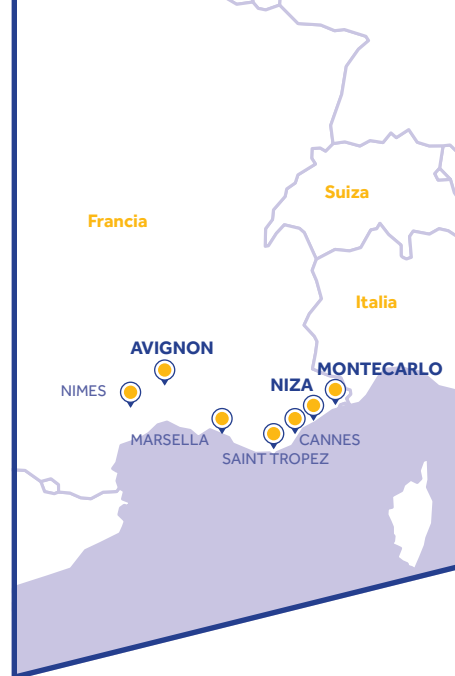 Suiza
Francia
Italia
AVIGNON
MONTECARLO
NIZA
NIMES
MARSELLA
CANNES
SAINT TROPEZ